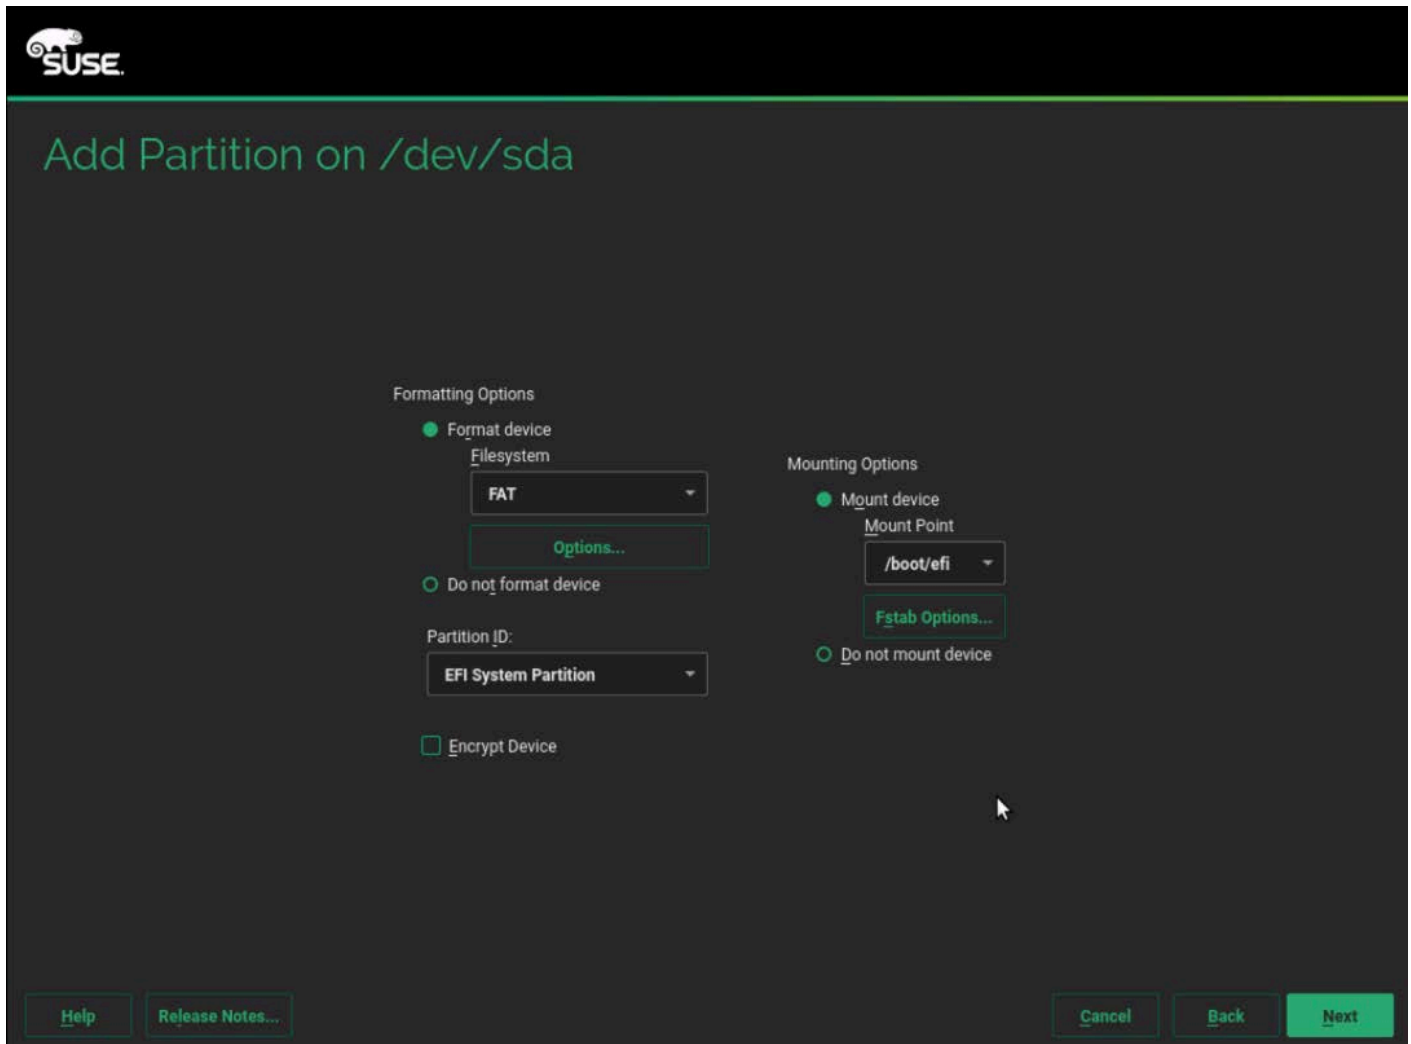 SUSE.
Add Partition on /dev/sda
Formatting Options
Format device
Filesystem
FAT
Options...
Do not format device
Partition ID:
EFI System Partition
Encrypt Device
Mounting Options
Mount device
Mount Point
/boot/efi
Fstab Options...
Do not mount device
Help
Release Notes...
Cancel
Back
Next